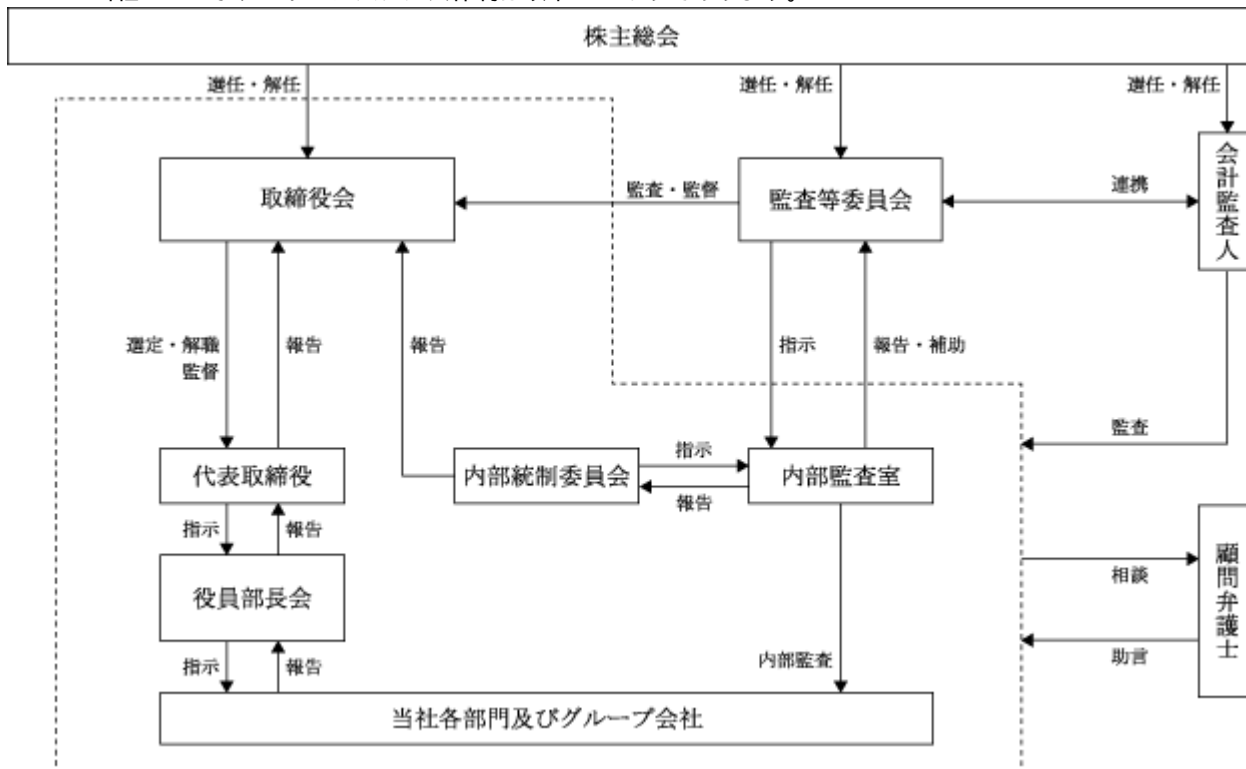 株主総会
選任・解任
選任・解任
選任・解任
取締役会
監査・監督
監査等委員会
連携
会計監査人
選定・解職
監督
報告
報告
指示
報告・補助
監査
代表取締役
内部統制委員会
指示
報告
内部監査室
指示
報告
役員部長会
相談
助言
顧問弁護士
指示
報告
内部監査
当社各部門及びグループ会社